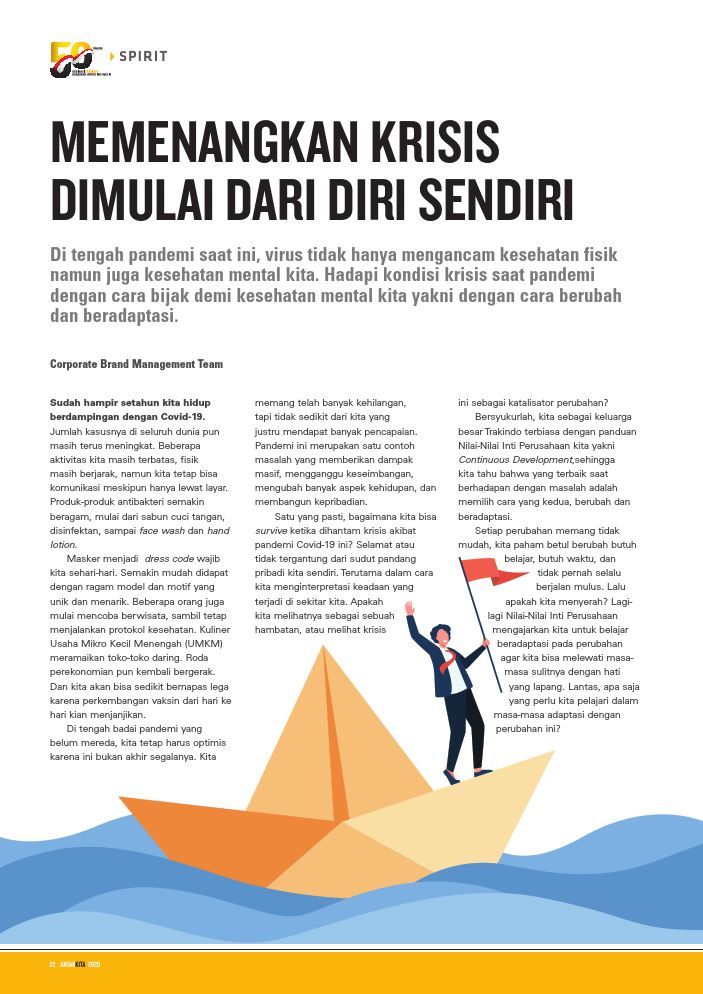 50
TAHUN
SPIRIT
MEMENANGKAN KRISIS
DIMULAI DARI DIRI SENDIRI
Di tengah pandemi saat ini, virus tidak hanya mengancam kesehatan fisik
namun juga kesehatan mental kita. Hadapi kondisi krisis saat pandemi
dengan cara bijak demi kesehatan mental kita yakni dengan cara berubah
dan beradaptasi.
Corporate Brand Management Team
Sudah hampir setahun kita hidup
berdampingan dengan Covid-19.
Jumlah kasusnya di seluruh dunia pun
masih terus meningkat. Beberapa
aktivitas kita masih terbatas, fisik
masih berjarak, namun kita tetap bisa
komunikasi meskipun hanya lewat layar.
Produk-produk antibakteri semakin
beragam, mulai dari sabun cuci tangan,
disinfektan, sampai face wash dan hand
lotion.
Masker menjadi dress code wajib
kita sehari-hari. Semakin mudah didapat
dengan ragam model dan motif yang
unik dan menarik. Beberapa orang juga
mulai mencoba berwisata, sambil tetap
menjalankan protokol kesehatan. Kuliner
Usaha Mikro Kecil Menengah (UMKM)
meramaikan toko-toko daring. Roda
perekonomian pun kembali bergerak.
Dan kita akan bisa sedikit bernapas lega
karena perkembangan vaksin dari hari ke
hari kian menjanjikan.
Di tengah badai pandemi yang
belum mereda, kita tetap harus optimis
karena ini bukan akhir segalanya. Kita
memang telah banyak kehilangan,
tapi tidak sedikit dari kita yang
justru mendapat banyak pencapaian.
Pandemi ini merupakan satu contoh
masalah yang memberikan dampak
masif, mengganggu keseimbangan,
mengubah banyak aspek kehidupan, dan
membangun kepribadian.
Satu yang pasti, bagaimana kita bisa
survive ketika dihantam krisis akibat
pandemi Covid-19 ini? Selamat atau
tidak tergantung dari sudut pandang
pribadi kita sendiri. Terutama dalam cara
kita menginterpretasi keadaan yang
terjadi di sekitar kita. Apakah
kita melihatnya sebagai sebuah
hambatan, atau melihat krisis
ini sebagai katalisator perubahan?
Bersyukurlah, kita sebagai keluarga
besar Trakindo terbiasa dengan panduan
Nilai-Nilai Inti Perusahaan kita yakni
Continuous Development,sehingga
kita tahu bahwa yang terbaik saat
berhadapan dengan masalah adalah
memilih cara yang kedua, berubah dan
beradaptasi.
Setiap perubahan memang tidak
mudah, kita paham betul berubah butuh
belajar, butuh waktu, dan
tidak pernah selalu
berjalan mulus. Lalu
apakah kita menyerah? Lagi-
lagi Nilai-Nilai Inti Perusahaan
mengajarkan kita untuk belajar
beradaptasi pada perubahan
agar kita bisa melewati masa-
masa sulitnya dengan hati
yang lapang. Lantas, apa saja
yang perlu kita pelajari dalam
masa-masa adaptasi dengan
perubahan ini?
22 ANTARKITA 2020